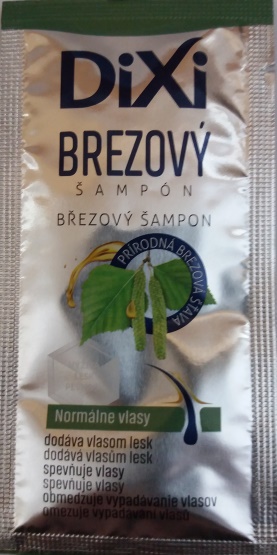 DiXi
BREZOVÝ
ŠAMPÓN
BŘEZOVÝ ŠAMPON
PRÍRODNÁ BREZOVÁ ŠŤAVA
Normálne vlasy
dodáva vlasom lesk
dodává vlasům lesk
spevňuje vlasy
spevňuje vlasy
obmedzuje vypadávanie vlasov
omezuje vypadávání vlasů